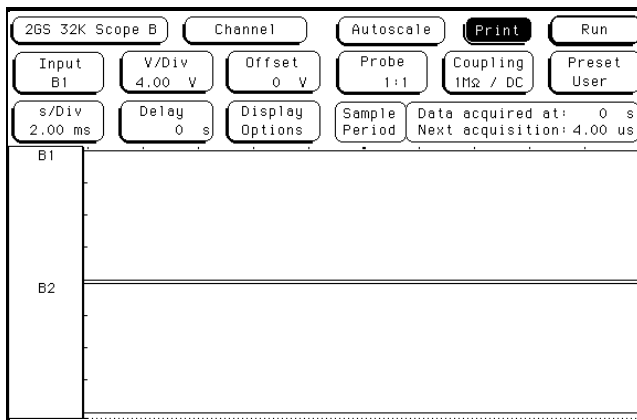 2GS 32K Scope B Channel Autoscale Print Run
Input V/Div Offset Probe Coupling Preset
B1 4.00 V 0 V 1:1 1MΩ / DC User
s/Div Delay Display Sample Data acquired at: 0 s
2.00 ms 0 s Options Period Next acquisition: 4.00 us
B1
B2